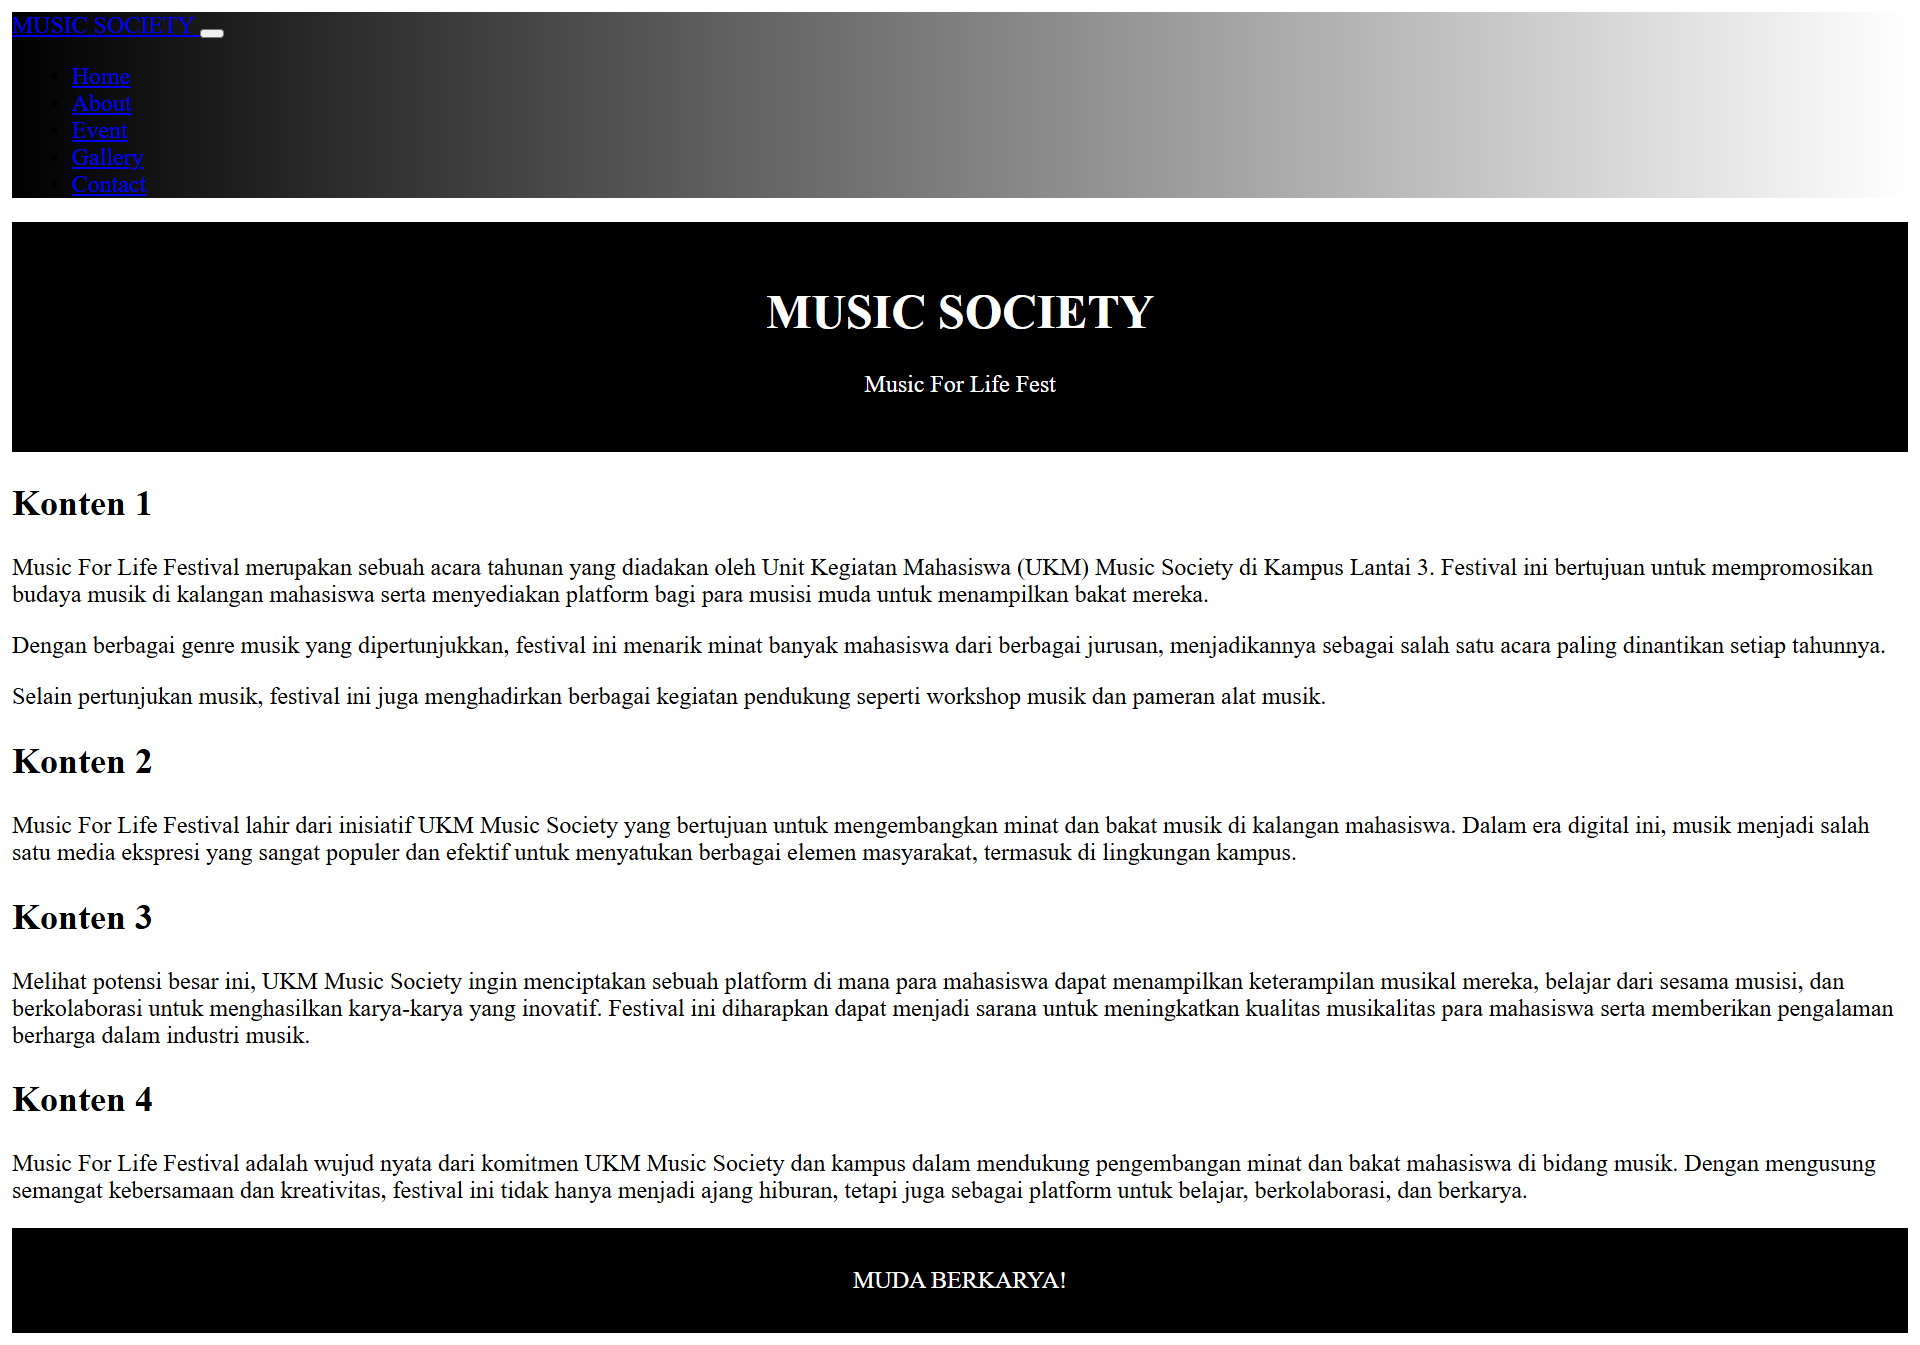 MUSIC SOCIETY
Home
About
Event
Gallery
Contact
MUSIC SOCIETY
Music For Life Fest
Konten 1
Music For Life Festival merupakan sebuah acara tahunan yang diadakan oleh Unit Kegiatan Mahasiswa (UKM) Music Society di Kampus Lantai 3. Festival ini bertujuan untuk mempromosikan
budaya musik di kalangan mahasiswa serta menyediakan platform bagi para musisi muda untuk menampilkan bakat mereka.
Dengan berbagai genre musik yang dipertunjukkan, festival ini menarik minat banyak mahasiswa dari berbagai jurusan, menjadikannya sebagai salah satu acara paling dinantikan setiap tahunnya.
Selain pertunjukan musik, festival ini juga menghadirkan berbagai kegiatan pendukung seperti workshop musik dan pameran alat musik.
Konten 2
Music For Life Festival lahir dari inisiatif UKM Music Society yang bertujuan untuk mengembangkan minat dan bakat musik di kalangan mahasiswa. Dalam era digital ini, musik menjadi salah
satu media ekspresi yang sangat populer dan efektif untuk menyatukan berbagai elemen masyarakat, termasuk di lingkungan kampus.
Konten 3
Melihat potensi besar ini, UKM Music Society ingin menciptakan sebuah platform di mana para mahasiswa dapat menampilkan keterampilan musikal mereka, belajar dari sesama musisi, dan
berkolaborasi untuk menghasilkan karya-karya yang inovatif. Festival ini diharapkan dapat menjadi sarana untuk meningkatkan kualitas musikalitas para mahasiswa serta memberikan pengalaman
berharga dalam industri musik.
Konten 4
Music For Life Festival adalah wujud nyata dari komitmen UKM Music Society dan kampus dalam mendukung pengembangan minat dan bakat mahasiswa di bidang musik. Dengan mengusung
semangat kebersamaan dan kreativitas, festival ini tidak hanya menjadi ajang hiburan, tetapi juga sebagai platform untuk belajar, berkolaborasi, dan berkarya.
MUDA BERKARYA!